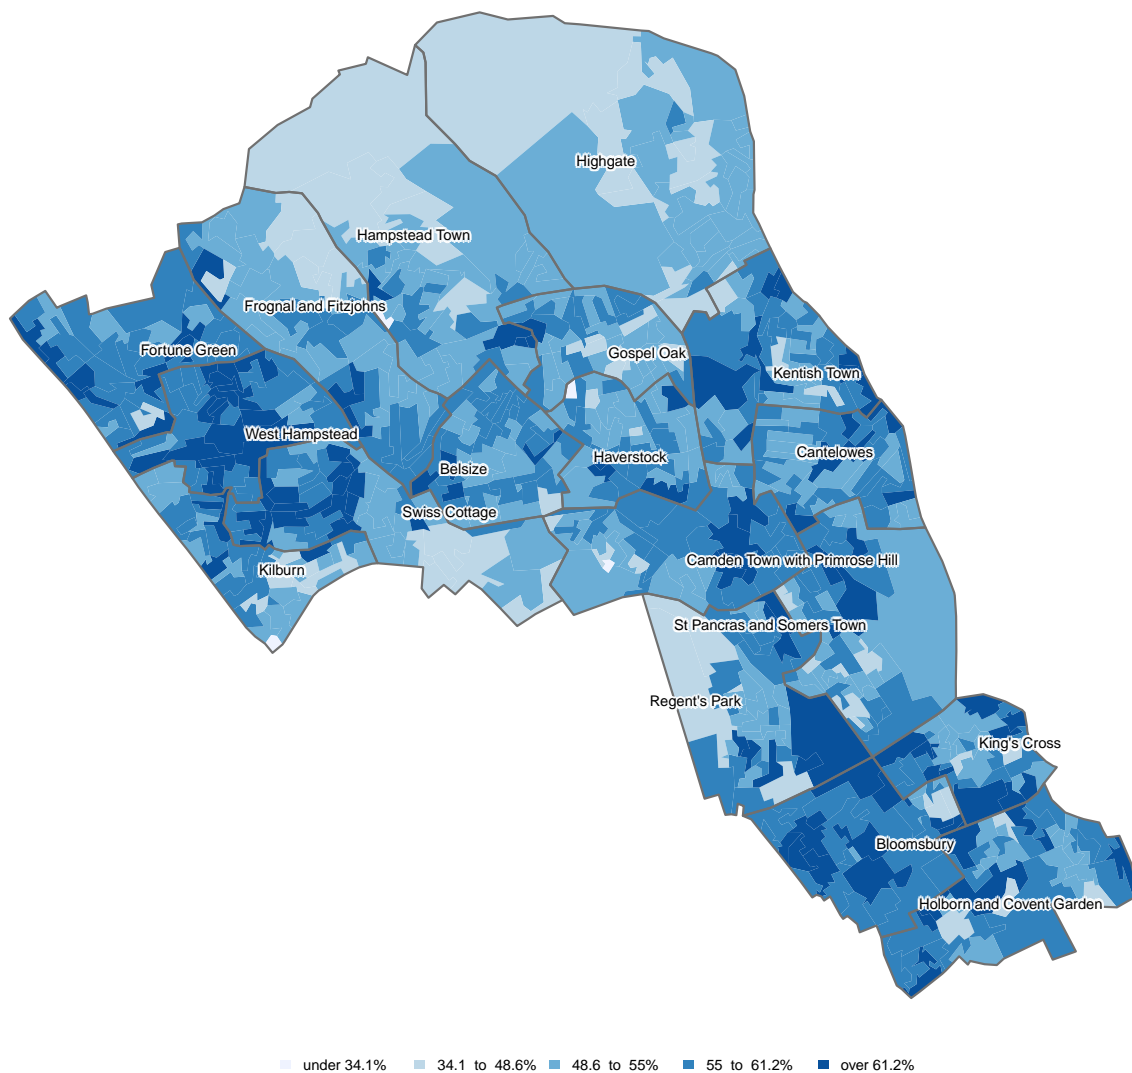 Highgate
Hampstead Town
Frognal and Fitzjohns
Fortune Green
Gospel Oak
Kentish Town
West Hampstead
Cantelowes
Haverstock
Belsize
Swiss Cottage
Camden Town with Primrose Hill
Kilburn
St Pancras and Somers Town
Regent's Park
King's Cross
Bloomsbury
Holborn and Covent Garden
under 34.1% 34.1 to 48.6% 48.6 to 55% 55 to 61.2% over 61.2%